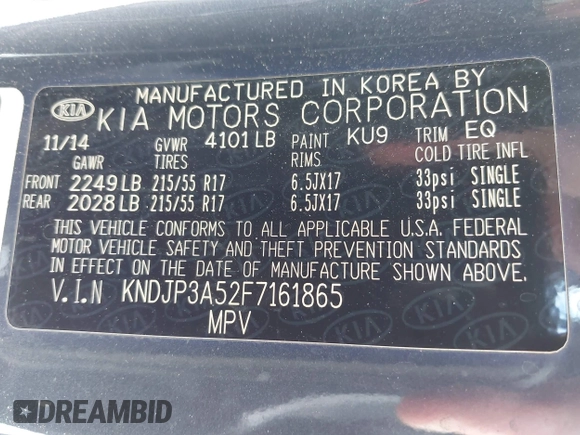 MANUFACTURED IN KOREA BY
KIA KIA MOTORS CORPORATION
11/14 GVWR 4101 LB PAINT KU9 TRIM EQ
GAWR TIRES RIMS COLD TIRE INFL
FRONT 2249 LB 215/55 R17 6.5JX17 33psi SINGLE
REAR 2028 LB 215/55 R17 6.5JX17 33psi SINGLE
THIS VEHICLE CONFORMS TO ALL APPLICABLE U.S.A. FEDERAL
MOTOR VEHICLE SAFETY AND THEFT PREVENTION STANDARDS
IN EFFECT ON THE DATE OF MANUFACTURE SHOWN ABOVE.
V.I.N KNDJP3A52F7161865
MPV
DREAMBID